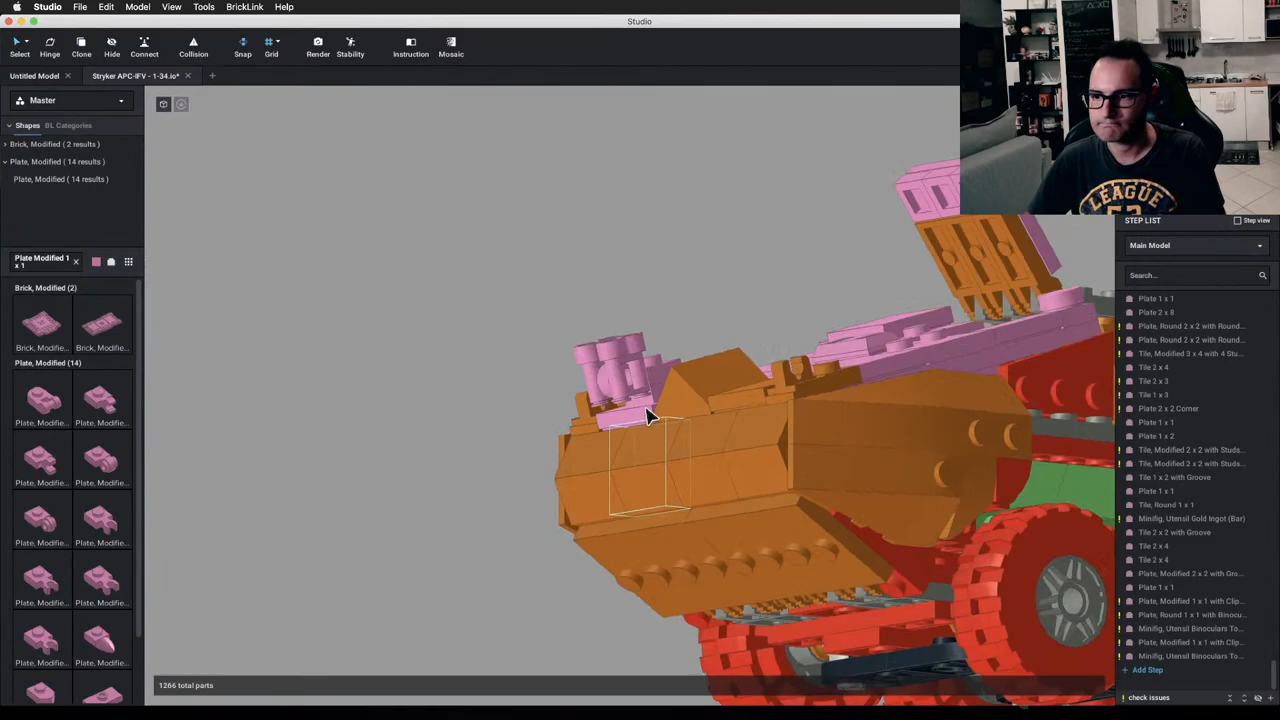 Studio File Edit Model View Tools BrickLink Help
Studio
Select Hinge Clone Hide Connect Collision Snap Grid Render Stability Instruction Mosaic
Untitled Model Stryker APC-IFV - 1-34.io*
Master
Shapes BL Categories
Brick, Modified ( 2 results )
Plate, Modified ( 14 results )
Plate, Modified ( 14 results )
Plate Modified 1 x 1
Brick, Modified (2)
Brick, Modifie... Brick, Modifie...
Plate, Modified (14)
Plate, Modifie... Plate, Modifie...
Plate, Modifie... Plate, Modifie...
Plate, Modifie... Plate, Modifie...
Plate, Modifie... Plate, Modifie...
Plate, Modifie... Plate, Modifie...
1266 total parts
LEAGUE
STEP LIST Step view
Main Model
Search...
Plate 1 x 1
Plate 2 x 8
Plate, Round 2 x 2 with Round...
Plate, Round 2 x 2 with Round...
Tile, Modified 3 x 4 with 4 Stu...
Tile 2 x 4
Tile 2 x 3
Tile 1 x 3
Plate 2 x 2 Corner
Plate 1 x 1
Plate 1 x 2
Tile, Modified 2 x 2 with Studs...
Tile, Modified 2 x 2 with Studs...
Tile 1 x 2 with Groove
Plate 1 x 1
Tile, Round 1 x 1
Minifig, Utensil Gold Ingot (Bar)
Tile 2 x 2 with Groove
Tile 2 x 4
Tile 2 x 4
Plate, Modified 2 x 2 with Gro...
Plate 1 x 1
Plate, Modified 1 x 1 with Clip...
Plate, Round 1 x 1 with Binocu...
Minifig, Utensil Binoculars To...
Plate, Modified 1 x 1 with Clip...
Minifig, Utensil Binoculars To...
+ Add Step
check issues